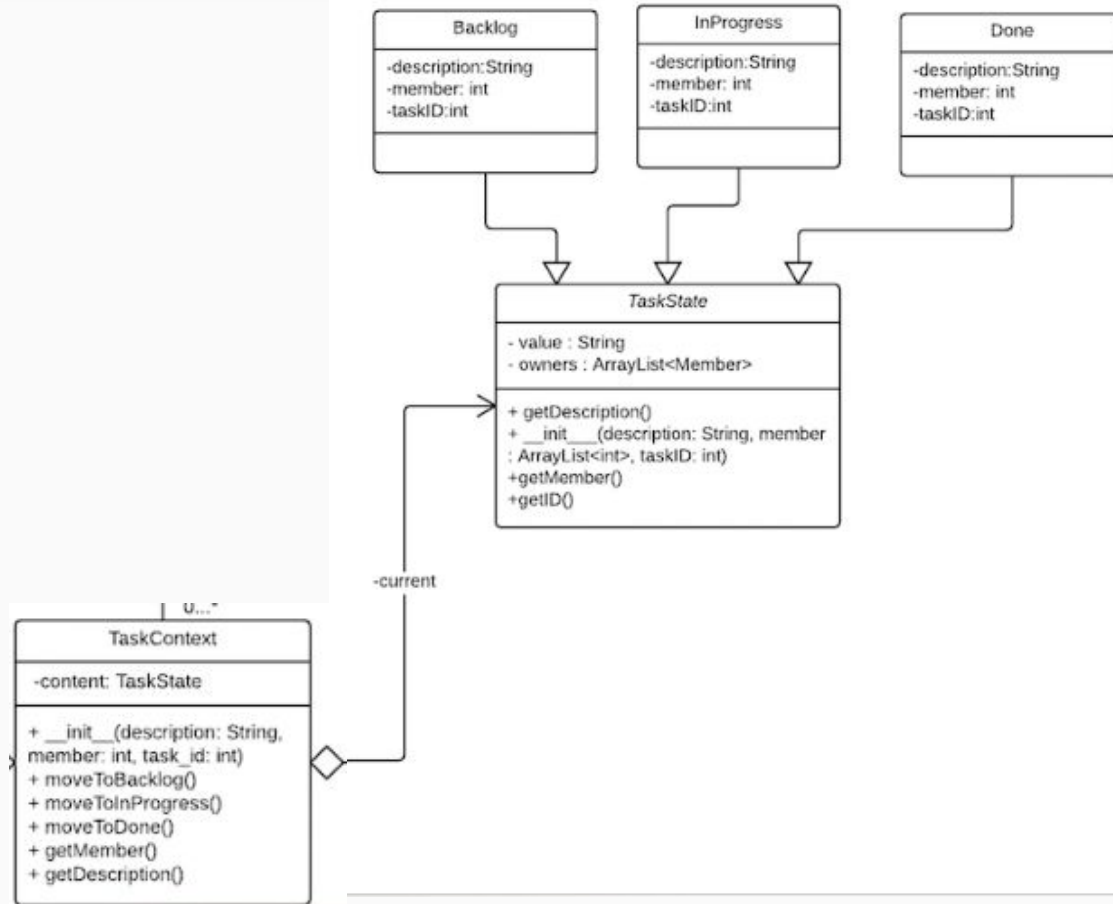 Backlog
-description:String
-member: int
-taskID:int
InProgress
-description:String
-member: int
-taskID:int
Done
-description:String
-member: int
-taskID:int
TaskState
- value : String
- owners : ArrayList<Member>
+ getDescription()
+ __init___(description: String, member
: ArrayList<int>, taskID: int)
+getMember()
+getID()
-current
0...*
TaskContext
-content: TaskState
+ __init__(description: String,
member: int, task_id: int)
+ moveToBacklog()
+ moveToInProgress()
+ moveToDone()
+ getMember()
+ getDescription()